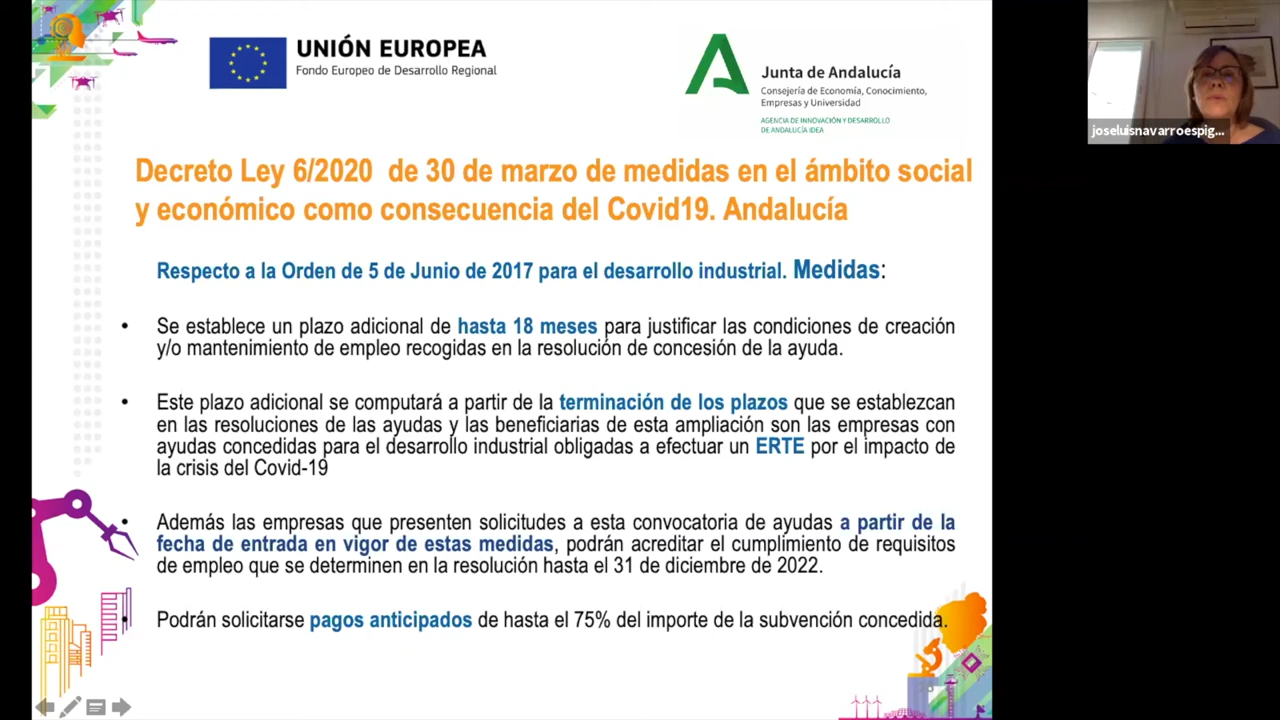 UNIÓN EUROPEA
Fondo Europeo de Desarrollo Regional
Junta de Andalucía
Consejería de Economía, Conocimiento,
Empresas y Universidad
AGENCIA DE INNOVACIÓN Y DESARROLLO
DE ANDALUCÍA IDEA
joseluisnavarroespig...
Decreto Ley 6/2020 de 30 de marzo de medidas en el ámbito social
y económico como consecuencia del Covid19. Andalucía
Respecto a la Orden de 5 de Junio de 2017 para el desarrollo industrial. Medidas:
• Se establece un plazo adicional de hasta 18 meses para justificar las condiciones de creación
y/o mantenimiento de empleo recogidas en la resolución de concesión de la ayuda.
• Este plazo adicional se computará a partir de la terminación de los plazos que se establezcan
en las resoluciones de las ayudas y las beneficiarias de esta ampliación son las empresas con
ayudas concedidas para el desarrollo industrial obligadas a efectuar un ERTE por el impacto de
la crisis del Covid-19
• Además las empresas que presenten solicitudes a esta convocatoria de ayudas a partir de la
fecha de entrada en vigor de estas medidas, podrán acreditar el cumplimiento de requisitos
de empleo que se determinen en la resolución hasta el 31 de diciembre de 2022.
• Podrán solicitarse pagos anticipados de hasta el 75% del importe de la subvención concedida.